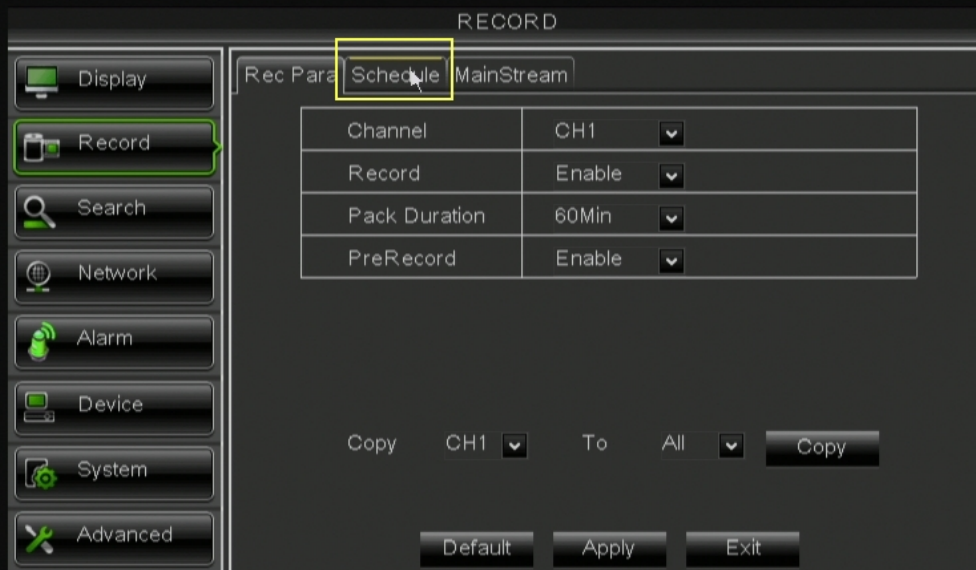 RECORD
Display
Record
Search
Network
Alarm
Device
System
Advanced
Rec Para Schedule MainStream
Channel CH1
Record Enable
Pack Duration 60Min
PreRecord Enable
Copy CH1 To All Copy
Default Apply Exit